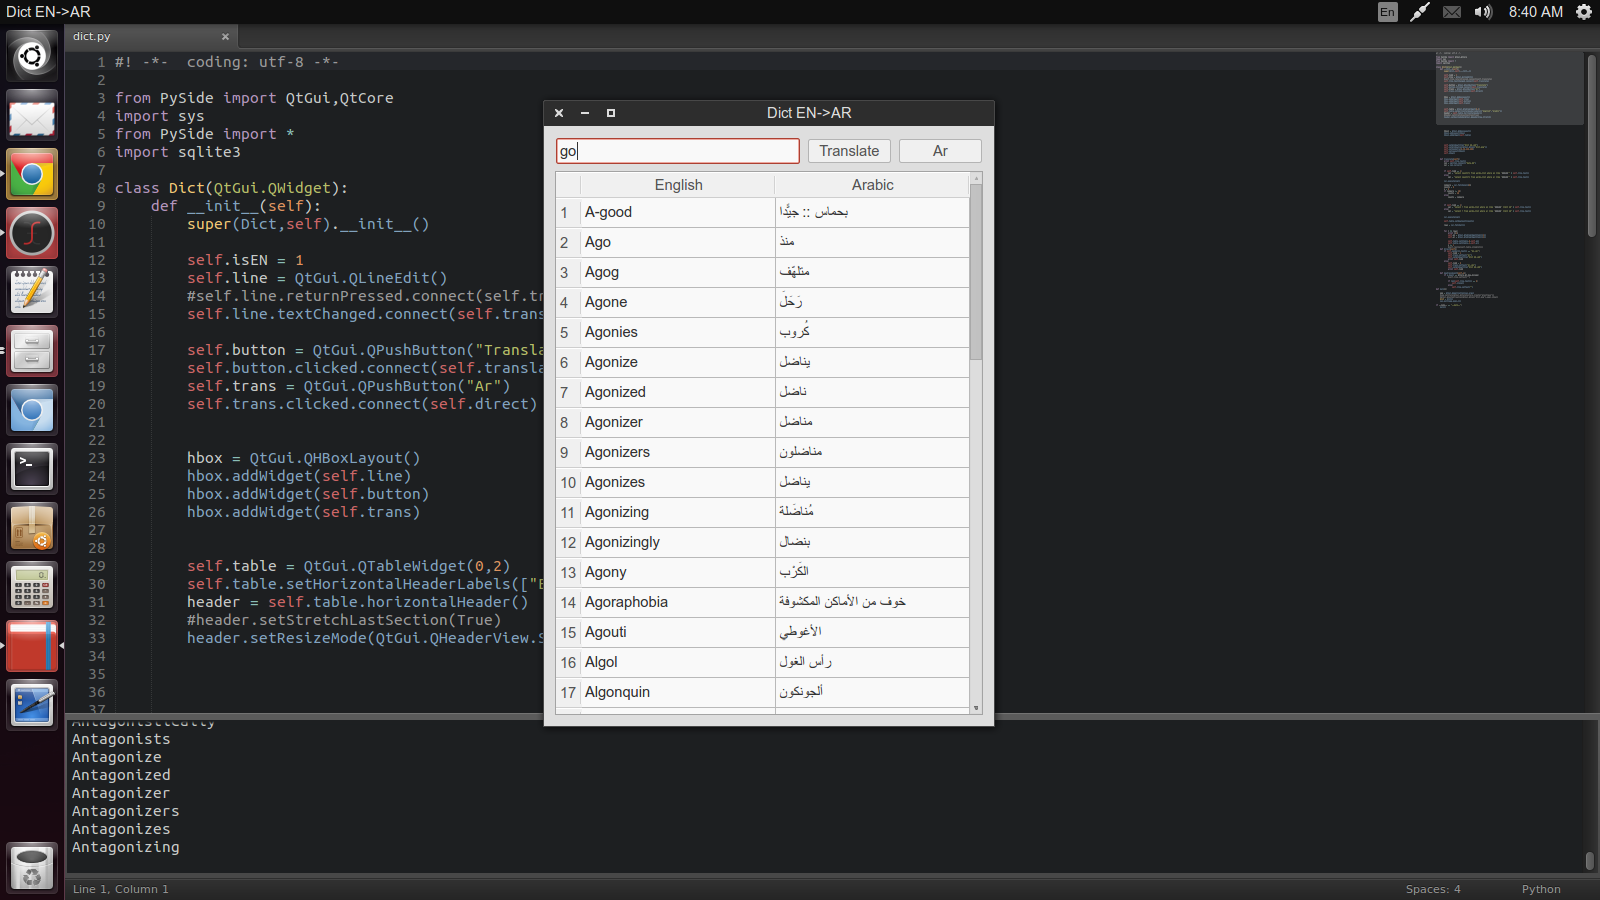 Dict EN->AR
En
8:40 AM
dict.py
1 #! -*-  coding: utf-8 -*-
2
3 from PySide import QtGui,QtCore
4 import sys
5 from PySide import *
6 import sqlite3
7
8 class Dict(QtGui.QWidget):
9 def __init__(self):
10 super(Dict,self).__init__()
11
12 self.isEN = 1
13 self.line = QtGui.QLineEdit()
14 #self.line.returnPressed.connect(self.tr
15 self.line.textChanged.connect(self.trans
16
17 self.button = QtGui.QPushButton("Transla
18 self.button.clicked.connect(self.transla
19 self.trans = QtGui.QPushButton("Ar")
20 self.trans.clicked.connect(self.direct)
21
22
23 hbox = QtGui.QHBoxLayout()
24 hbox.addWidget(self.line)
25 hbox.addWidget(self.button)
26 hbox.addWidget(self.trans)
27
28
29 self.table = QtGui.QTableWidget(0,2)
30 self.table.setHorizontalHeaderLabels(["E
31 header = self.table.horizontalHeader()
32 #header.setStretchLastSection(True)
33 header.setResizeMode(QtGui.QHeaderView.S
34
35
36
37
Dict EN->AR
go Translate Ar
English Arabic
1 A-good بحماس :: جيًّدا
2 Ago منذ
3 Agog متلهّف
4 Agone رَحَلَ
5 Agonies كُروب
6 Agonize يناضل
7 Agonized ناضل
8 Agonizer مناضل
9 Agonizers مناضلون
10 Agonizes يناضل
11 Agonizing مُناضَلة
12 Agonizingly بنضال
13 Agony الكَرْب
14 Agoraphobia خوف من الأماكن المكشوفة
15 Agouti الأغوطي
16 Algol رأس الغول
17 Algonquin ألجونكون
Antagonistically
Antagonists
Antagonize
Antagonized
Antagonizer
Antagonizers
Antagonizes
Antagonizing
Line 1, Column 1
Spaces: 4
Python